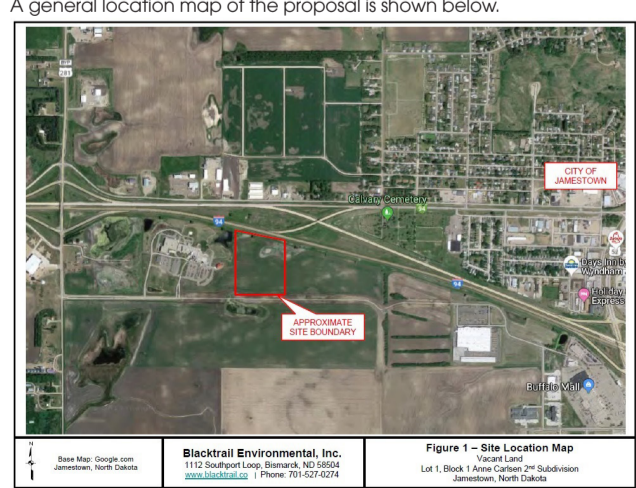 A general location map of the proposal is shown below.
BYP
281
CITY OF
JAMESTOWN
Calvary Cemetery
94
94
Days Inn by
Wyndham
Holiday
Express
94
APPROXIMATE
SITE BOUNDARY
Buffalo Mall
N
Base Map: Google.com
Jamestown, North Dakota
Blacktrail Environmental, Inc.
1112 Southport Loop, Bismarck, ND 58504
www.blacktrail.co | Phone: 701-527-0274
Figure 1 – Site Location Map
Vacant Land
Lot 1, Block 1 Anne Carlsen 2nd Subdivision
Jamestown, North Dakota